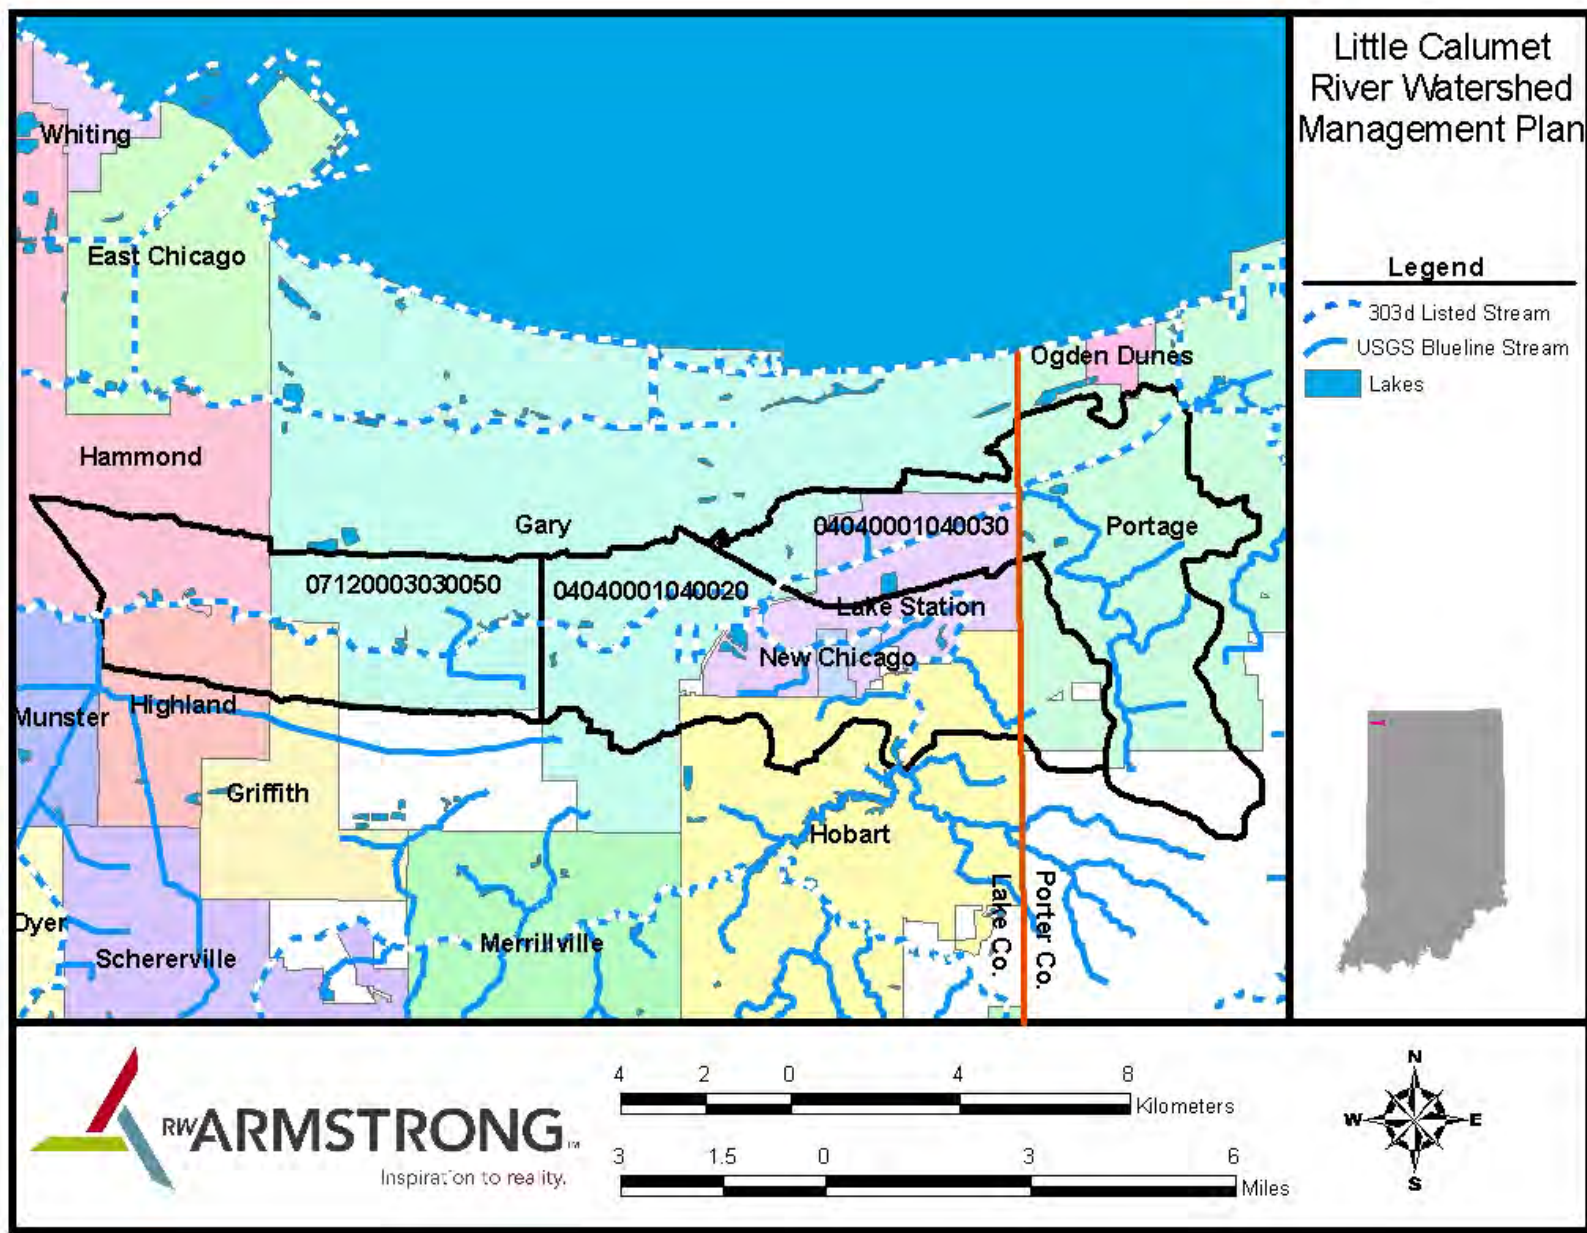 Little Calumet
River Watershed
Management Plan
Legend
303d Listed Stream
USGS Blueline Stream
Lakes
Whiting
East Chicago
Ogden Dunes
Hammond
Gary
04040001040030
Portage
07120003030050
04040001040020
Lake Station
New Chicago
Munster
Highland
Griffith
Hobart
Lake Co.
Porter Co.
Dyer
Schererville
Merrillville
RWARMSTRONG™
Inspiration to reality.
4 2 0 4 8
Kilometers
3 1.5 0 3 6
Miles
N
W E
S